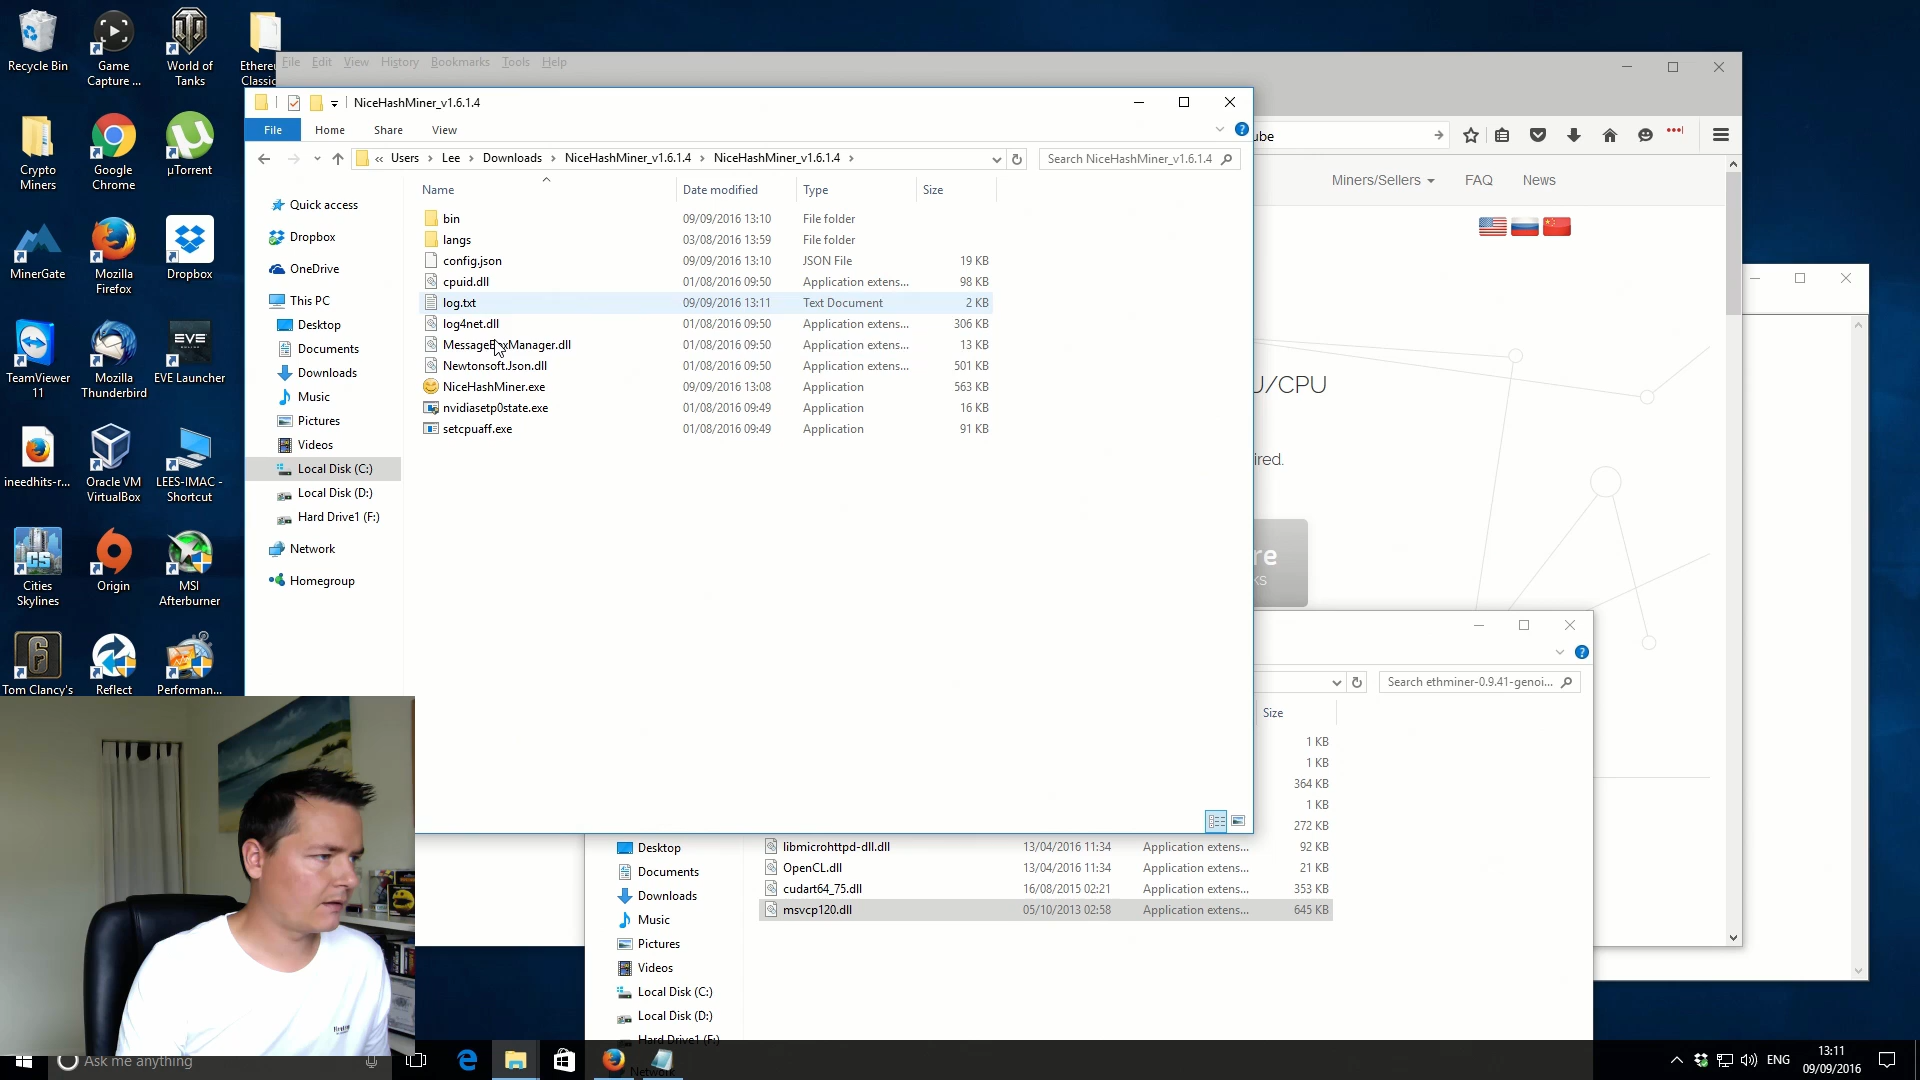 Recycle Bin
Game
Capture ...
World of
Tanks
Ethereu
Classic
Crypto
Miners
Google
Chrome
µTorrent
MinerGate
Mozilla
Firefox
Dropbox
TeamViewer
11
Mozilla
Thunderbird
EVE
EVE Launcher
ineedhits-r...
Oracle VM
VirtualBox
LEES-IMAC -
Shortcut
CS
Cities
Skylines
Origin
MSI
Afterburner
6
Tom Clancy's
Reflect
Performan...
File Edit View History Bookmarks Tools Help
NiceHashMiner_v1.6.1.4
File Home Share View
« Users > Lee > Downloads > NiceHashMiner_v1.6.1.4 > NiceHashMiner_v1.6.1.4 >
Search NiceHashMiner_v1.6.1.4
Name Date modified Type Size
bin 09/09/2016 13:10 File folder
langs 03/08/2016 13:59 File folder
config.json 09/09/2016 13:10 JSON File 19 KB
cpuid.dll 01/08/2016 09:50 Application extens... 98 KB
log.txt 09/09/2016 13:11 Text Document 2 KB
log4net.dll 01/08/2016 09:50 Application extens... 306 KB
MessageBoxManager.dll 01/08/2016 09:50 Application extens... 13 KB
Newtonsoft.Json.dll 01/08/2016 09:50 Application extens... 501 KB
NiceHashMiner.exe 09/09/2016 13:08 Application 563 KB
nvidiasetp0state.exe 01/08/2016 09:49 Application 16 KB
setcpuaff.exe 01/08/2016 09:49 Application 91 KB
Quick access
Dropbox
OneDrive
This PC
Desktop
Documents
Downloads
Music
Pictures
Videos
Local Disk (C:)
Local Disk (D:)
Hard Drive1 (F:)
Network
Homegroup
ube
Miners/Sellers FAQ News
U/CPU
ired.
re
ks
Search ethminer-0.9.41-genoi...
Size
1 KB
1 KB
364 KB
1 KB
272 KB
libmicrohttpd-dll.dll 13/04/2016 11:34 Application extens... 92 KB
OpenCL.dll 13/04/2016 11:34 Application extens... 21 KB
cudart64_75.dll 16/08/2015 02:21 Application extens... 353 KB
msvcp120.dll 05/10/2013 02:58 Application extens... 645 KB
Desktop
Documents
Downloads
Music
Pictures
Videos
Local Disk (C:)
Local Disk (D:)
Hard Drive1 (F:)
Network
Ask me anything
ENG
13:11
09/09/2016